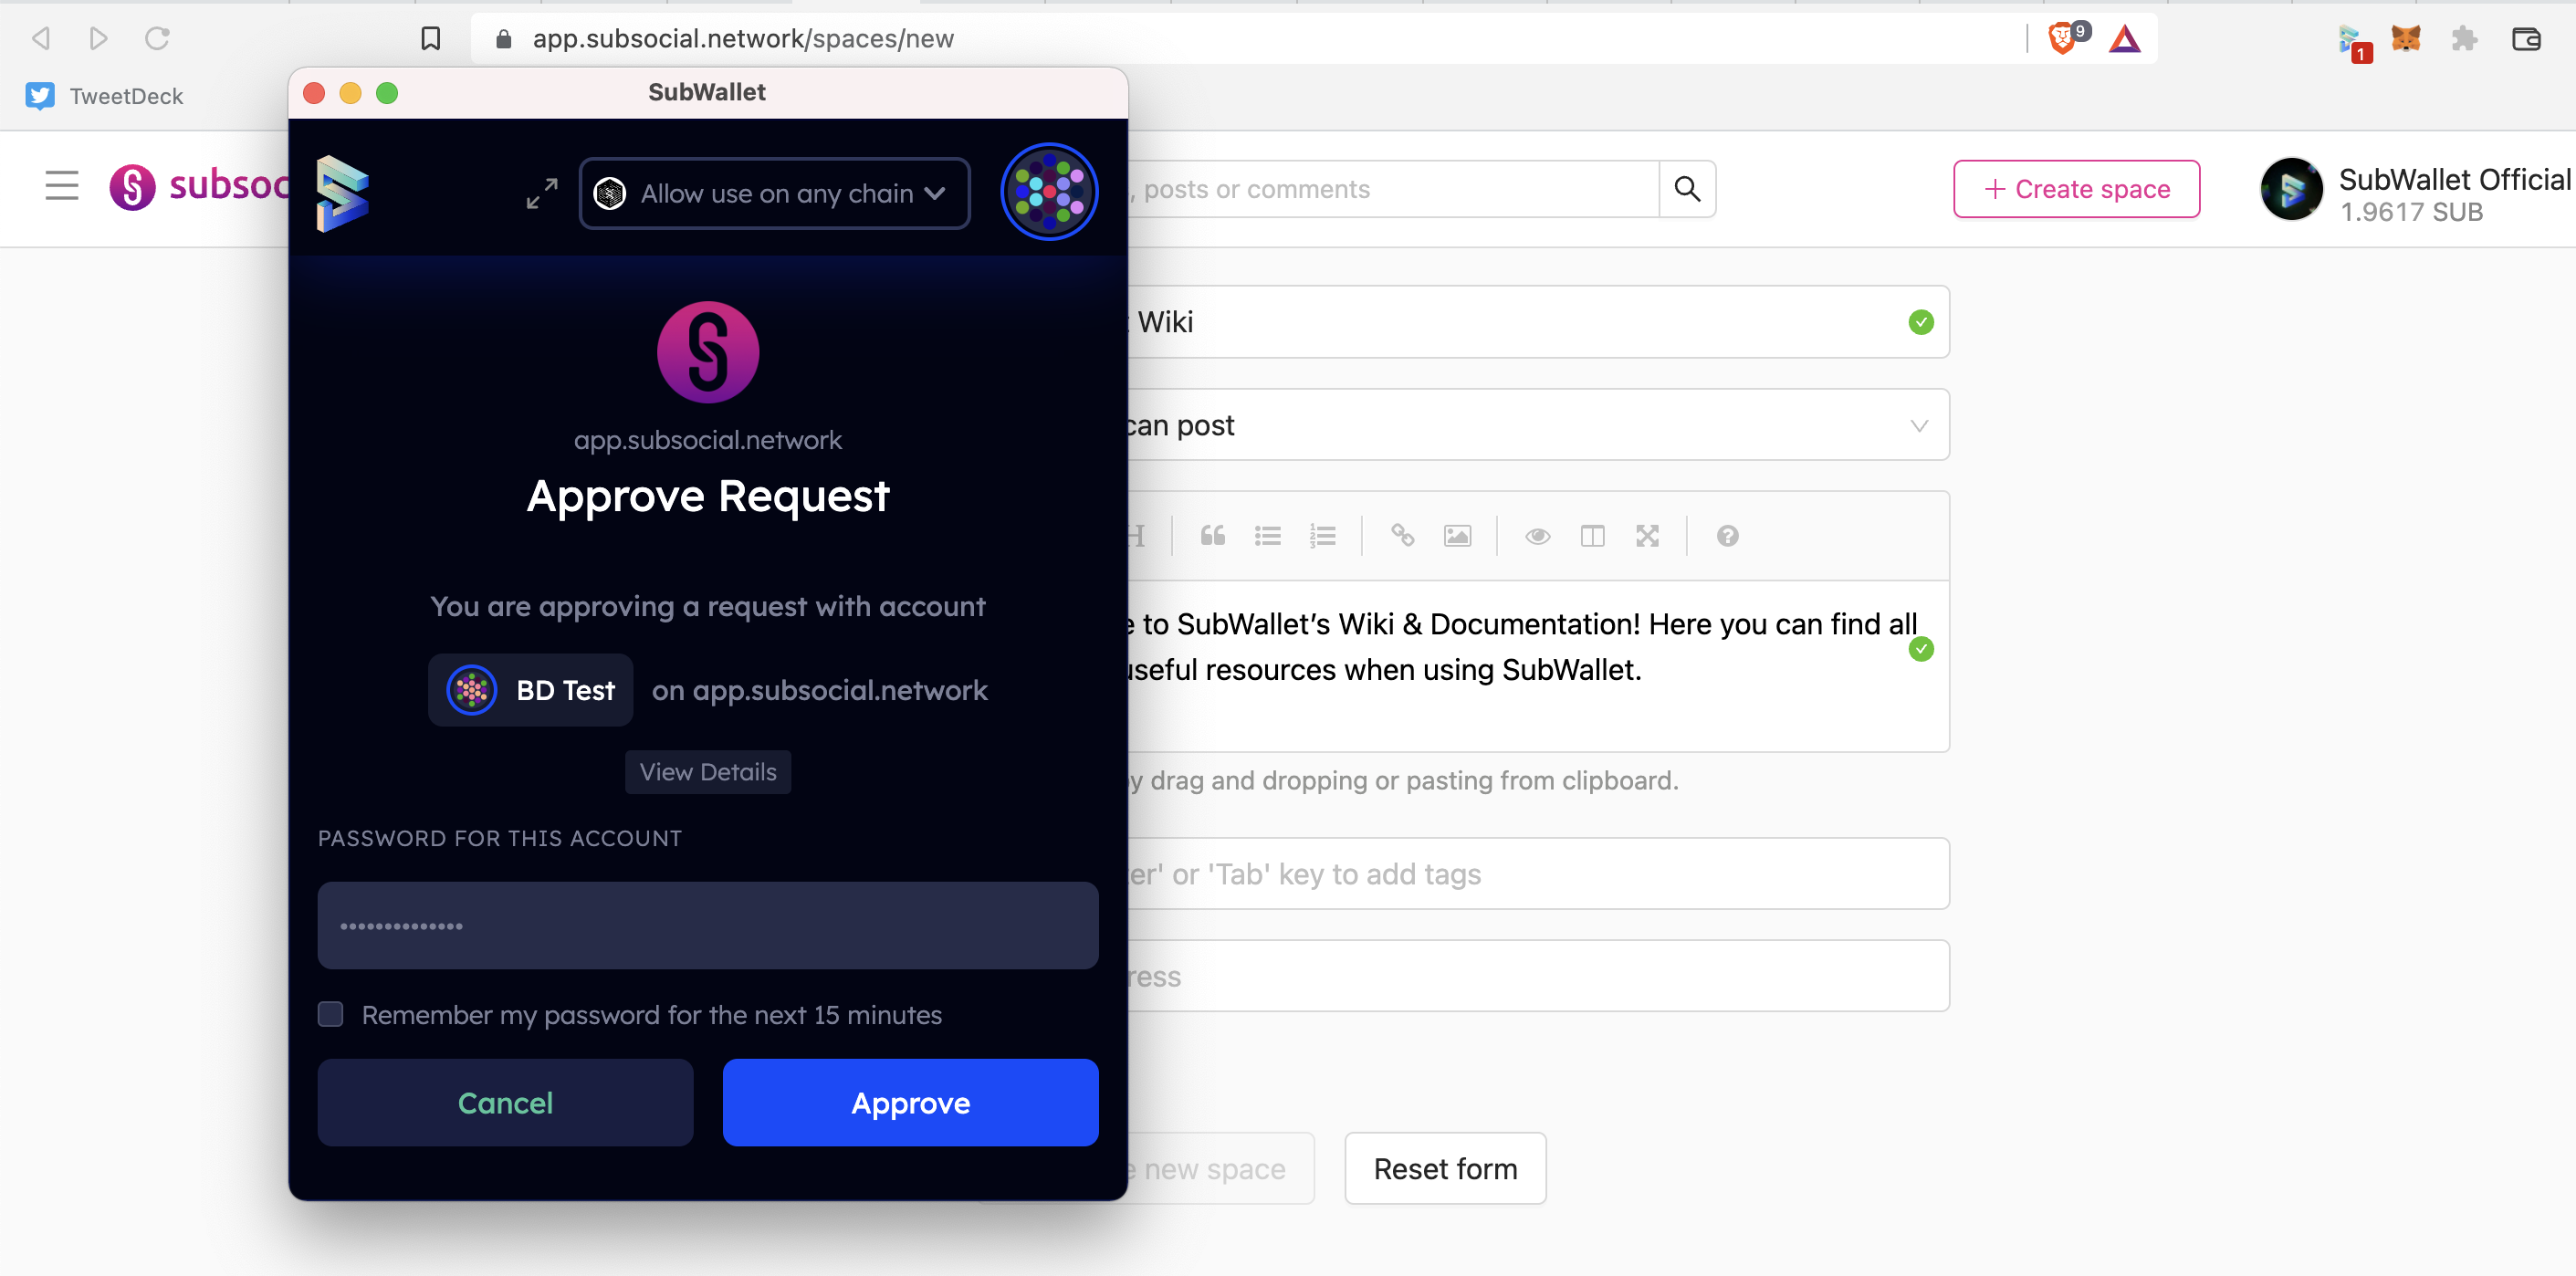 app.subsocial.network/spaces/new
9
1
TweetDeck
SubWallet
subsoc
Allow use on any chain
, posts or comments
+ Create space
SubWallet Official
1.9617 SUB
app.subsocial.network
Approve Request
You are approving a request with account
BD Test on app.subsocial.network
View Details
PASSWORD FOR THIS ACCOUNT
••••••••••••••
Remember my password for the next 15 minutes
Cancel
Approve
Wiki
can post
H
to SubWallet’s Wiki & Documentation! Here you can find all
useful resources when using SubWallet.
y drag and dropping or pasting from clipboard.
er' or 'Tab' key to add tags
ress
e new space
Reset form